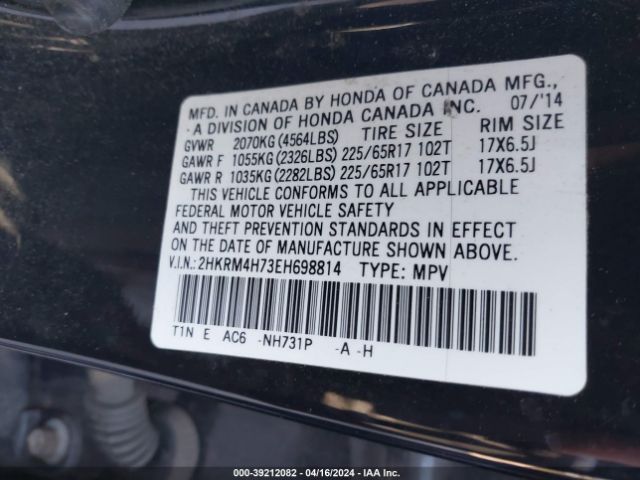 MFD. IN CANADA BY HONDA OF CANADA MFG.,
A DIVISION OF HONDA CANADA INC. 07/'14
GVWR 2070KG (4564LBS) TIRE SIZE RIM SIZE
GAWR F 1055KG (2326LBS) 225/65R17 102T 17X6.5J
GAWR R 1035KG (2282LBS) 225/65R17 102T 17X6.5J
THIS VEHICLE CONFORMS TO ALL APPLICABLE
FEDERAL MOTOR VEHICLE SAFETY
AND THEFT PREVENTION STANDARDS IN EFFECT
ON THE DATE OF MANUFACTURE SHOWN ABOVE.
V.I.N.: 2HKRM4H73EH698814 TYPE: MPV
T1N E AC6 -NH731P -A -H
000-39212082 - 04/16/2024 - IAA Inc.